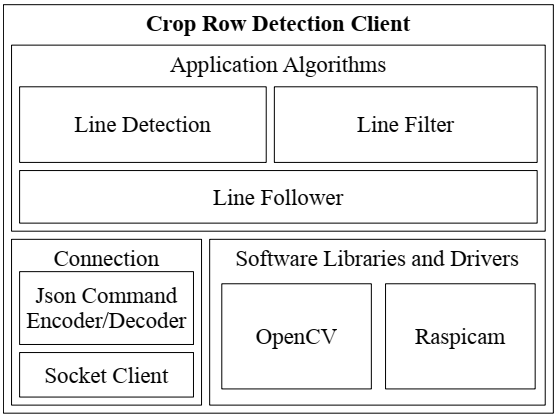 Crop Row Detection Client
Application Algorithms
Line Detection
Line Filter
Line Follower
Connection
Json Command
Encoder/Decoder
Socket Client
Software Libraries and Drivers
OpenCV
Raspicam